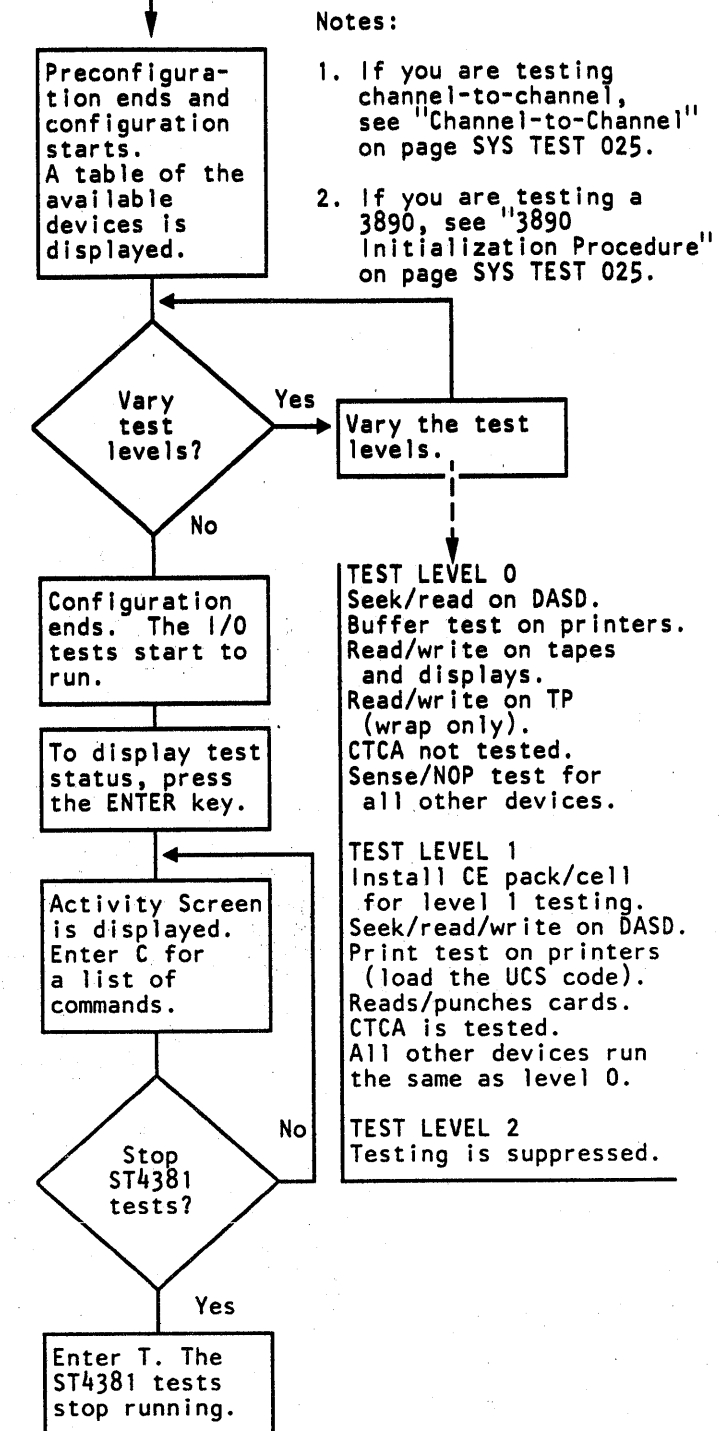 Notes:
1. If you are testing
channel-to-channel,
see "Channel-to-Channel"
on page SYS TEST 025.
2. If you are testing a
3890, see "3890
Initialization Procedure"
on page SYS TEST 025.
Preconfigura-
tion ends and
configuration
starts.
A table of the
available
devices is
displayed.
Vary
test
levels?
Yes
Vary the test
levels.
No
TEST LEVEL 0
Seek/read on DASD.
Buffer test on printers.
Read/write on tapes
and displays.
Read/write on TP
(wrap only).
CTCA not tested.
Sense/NOP test for
all other devices.
TEST LEVEL 1
Install CE pack/cell
for level 1 testing.
Seek/read/write on DASD.
Print test on printers
(load the UCS code).
Reads/punches cards.
CTCA is tested.
All other devices run
the same as level 0.
TEST LEVEL 2
Testing is suppressed.
Configuration
ends. The I/O
tests start to
run.
To display test
status, press
the ENTER key.
Activity Screen
is displayed.
Enter C for
a list of
commands.
Stop
ST4381
tests?
No
Yes
Enter T. The
ST4381 tests
stop running.